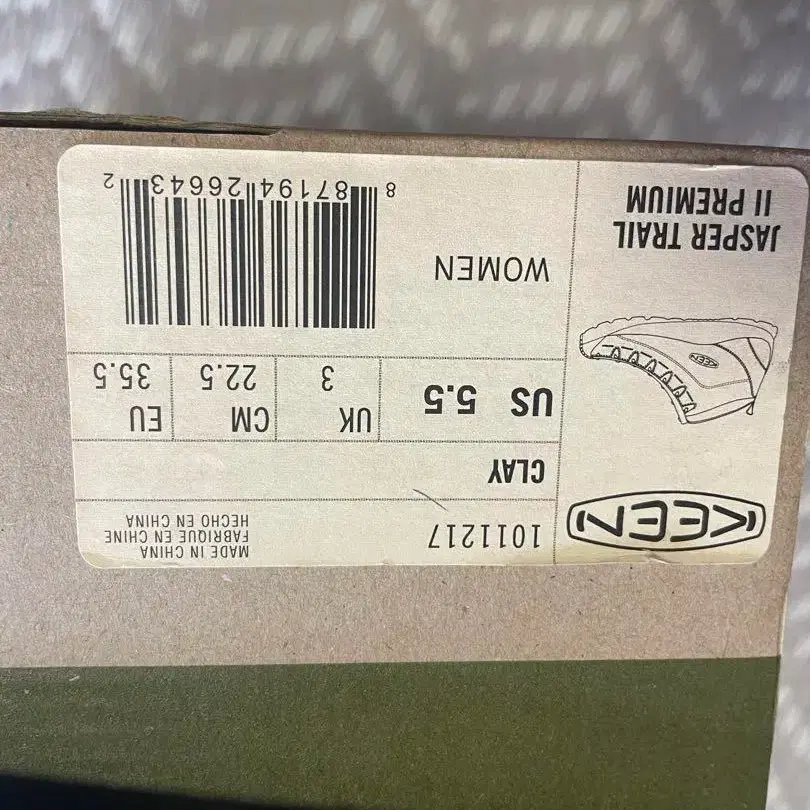 KEEN
1011217
MADE IN CHINA
FABRIQUE EN CHINE
HECHO EN CHINA
CLAY
US 5.5
UK
3
CM
22.5
EU
35.5
KEEN
JASPER TRAIL
II PREMIUM
WOMEN
8 87194 26643 2